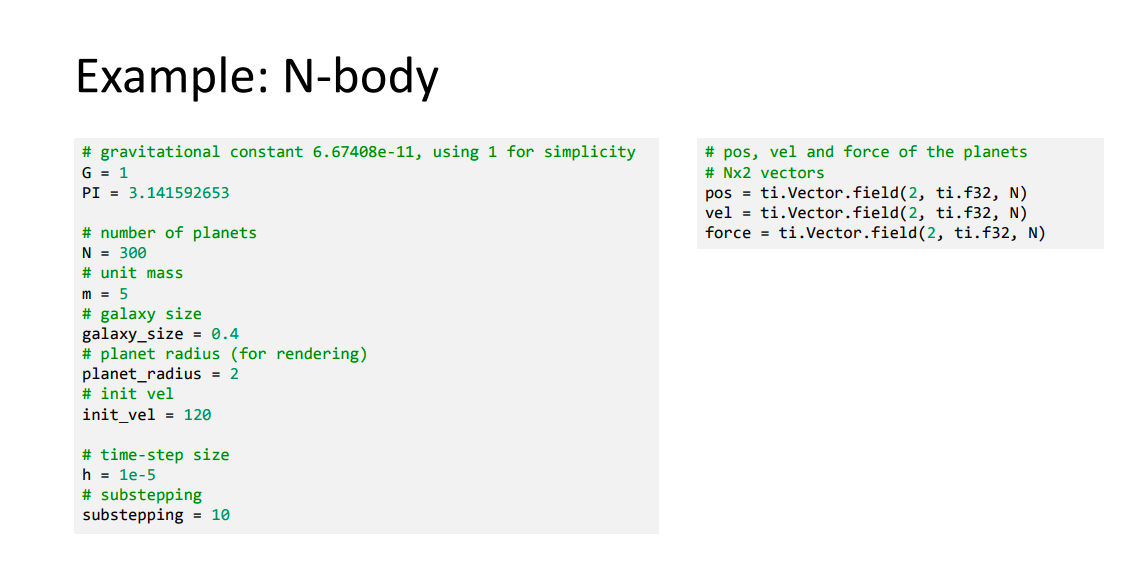 Example: N-body
# gravitational constant 6.67408e-11, using 1 for simplicity
G = 1
PI = 3.141592653
# number of planets
N = 300
# unit mass
m = 5
# galaxy size
galaxy_size = 0.4
# planet radius (for rendering)
planet_radius = 2
# init vel
init_vel = 120
# time-step size
h = 1e-5
# substepping
substepping = 10
# pos, vel and force of the planets
# Nx2 vectors
pos = ti.Vector.field(2, ti.f32, N)
vel = ti.Vector.field(2, ti.f32, N)
force = ti.Vector.field(2, ti.f32, N)